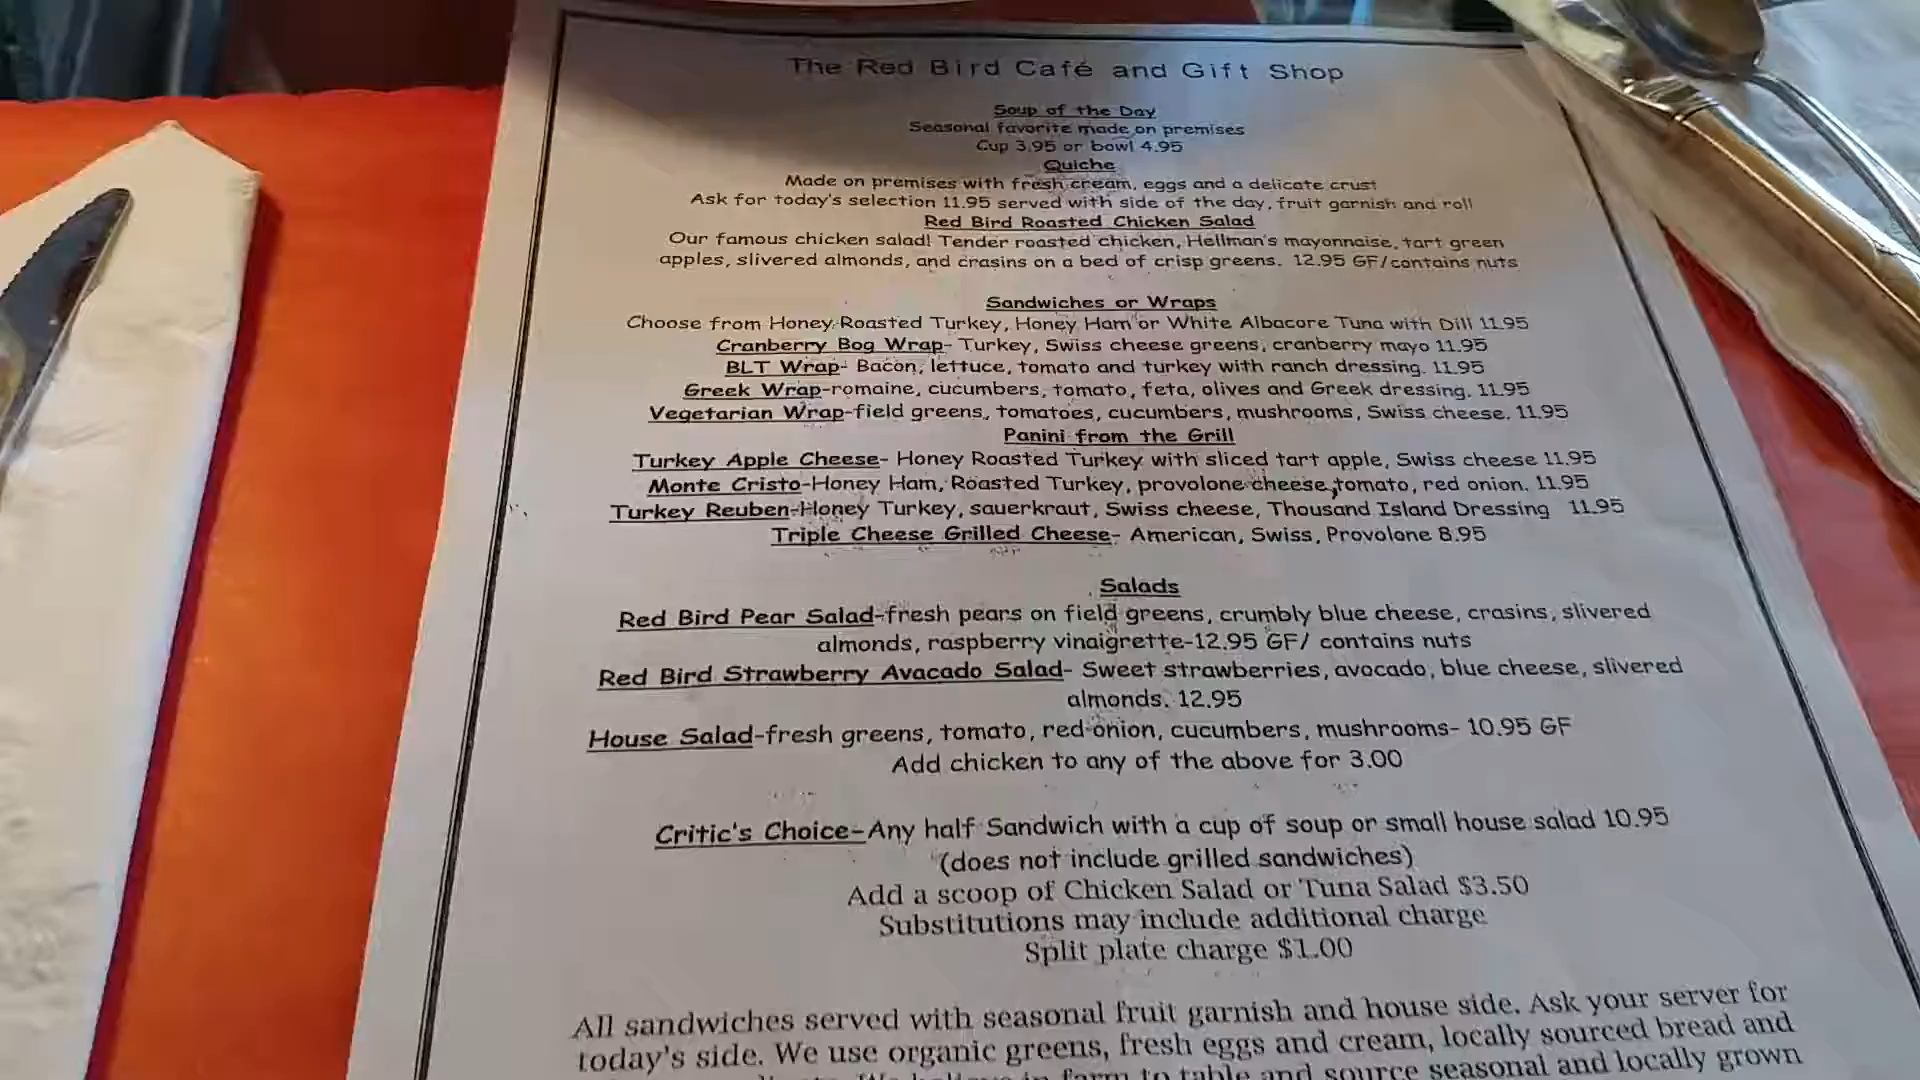 The Red Bird Café and Gift Shop
Soup of the Day
Seasonal favorite made on premises
Cup 3.95 or bowl 4.95
Quiche
Made on premises with fresh cream, eggs and a delicate crust
Ask for today's selection 11.95 served with side of the day, fruit garnish and roll
Red Bird Roasted Chicken Salad
Our famous chicken salad! Tender roasted chicken, Hellman's mayonnaise, tart green
apples, slivered almonds, and crasins on a bed of crisp greens. 12.95 GF/contains nuts
Sandwiches or Wraps
Choose from Honey Roasted Turkey, Honey Ham or White Albacore Tuna with Dill 11.95
Cranberry Bog Wrap- Turkey, Swiss cheese greens, cranberry mayo 11.95
BLT Wrap- Bacon, lettuce, tomato and turkey with ranch dressing. 11.95
Greek Wrap-romaine, cucumbers, tomato, feta, olives and Greek dressing. 11.95
Vegetarian Wrap-field greens, tomatoes, cucumbers, mushrooms, Swiss cheese. 11.95
Panini from the Grill
Turkey Apple Cheese- Honey Roasted Turkey with sliced tart apple, Swiss cheese 11.95
Monte Cristo-Honey Ham, Roasted Turkey, provolone cheese,tomato, red onion. 11.95
Turkey Reuben-Honey Turkey, sauerkraut, Swiss cheese, Thousand Island Dressing 11.95
Triple Cheese Grilled Cheese- American, Swiss, Provolone 8.95
Salads
Red Bird Pear Salad-fresh pears on field greens, crumbly blue cheese, crasins, slivered
almonds, raspberry vinaigrette-12.95 GF/ contains nuts
Red Bird Strawberry Avacado Salad- Sweet strawberries, avocado, blue cheese, slivered
almonds. 12.95
House Salad-fresh greens, tomato, red onion, cucumbers, mushrooms- 10.95 GF
Add chicken to any of the above for 3.00
Critic's Choice-Any half Sandwich with a cup of soup or small house salad 10.95
(does not include grilled sandwiches)
Add a scoop of Chicken Salad or Tuna Salad $3.50
Substitutions may include additional charge
Split plate charge $1.00
All sandwiches served with seasonal fruit garnish and house side. Ask your server for
today's side. We use organic greens, fresh eggs and cream, locally sourced bread and
farm to table and source seasonal and locally grown